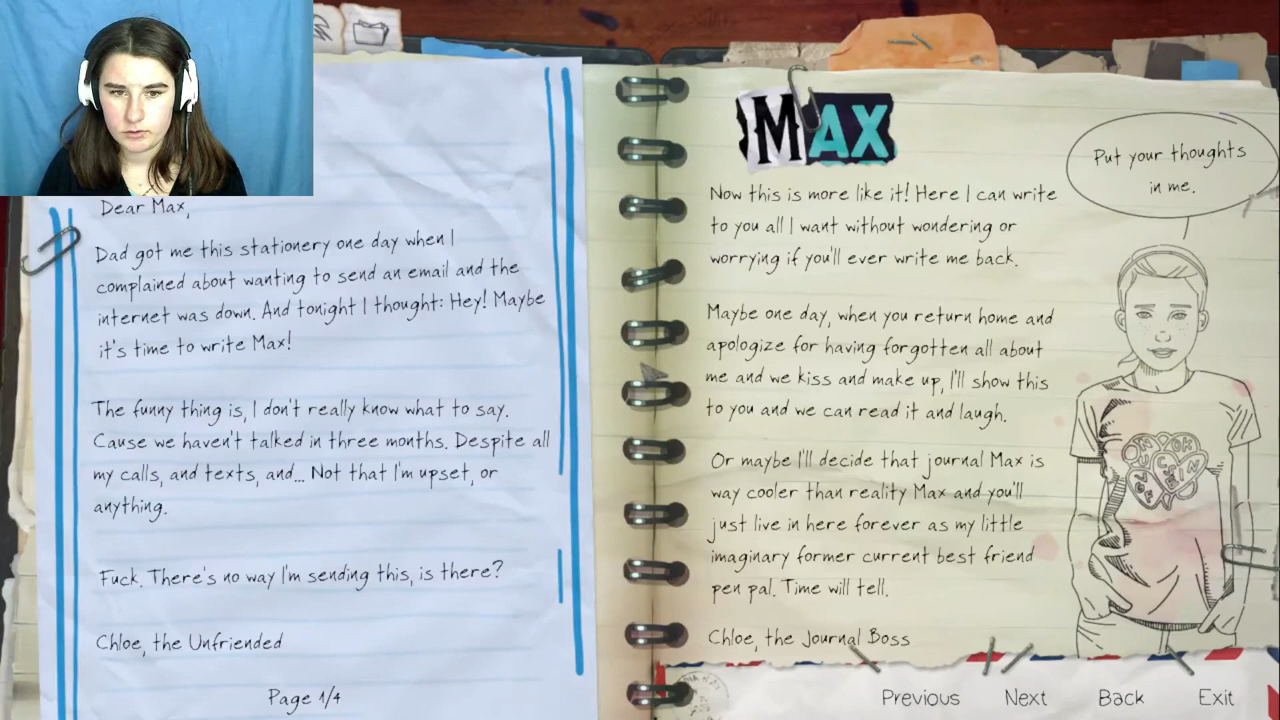 Dear Max,
Dad got me this stationery one day when I
complained about wanting to send an email and the
internet was down. And tonight I thought: Hey! Maybe
it's time to write Max!
The funny thing is, I don't really know what to say.
Cause we haven't talked in three months. Despite all
my calls, and texts, and... Not that I'm upset, or
anything.
Fuck. There's no way I'm sending this, is there?
Chloe, the Unfriended
Page 1/4
MAX
Now this is more like it! Here I can write
to you all I want without wondering or
worrying if you'll ever write me back.
Maybe one day, when you return home and
apologize for having forgotten all about
me and we kiss and make up, I'll show this
to you and we can read it and laugh.
Or maybe I'll decide that journal Max is
way cooler than reality Max and you'll
just live in here forever as my little
imaginary former current best friend
pen pal. Time will tell.
Chloe, the Journal Boss
Put your thoughts
in me.
Previous Next Back Exit